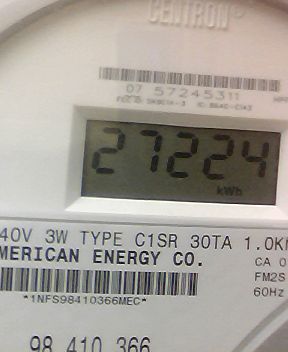 CENTRON®
07 57245311
27224
kWh
40V 3W TYPE C1SR 30TA 1.0K
MERICAN ENERGY CO.
CA 0
FM2S
60Hz
*1NFS98410366MEC*
98 410 366